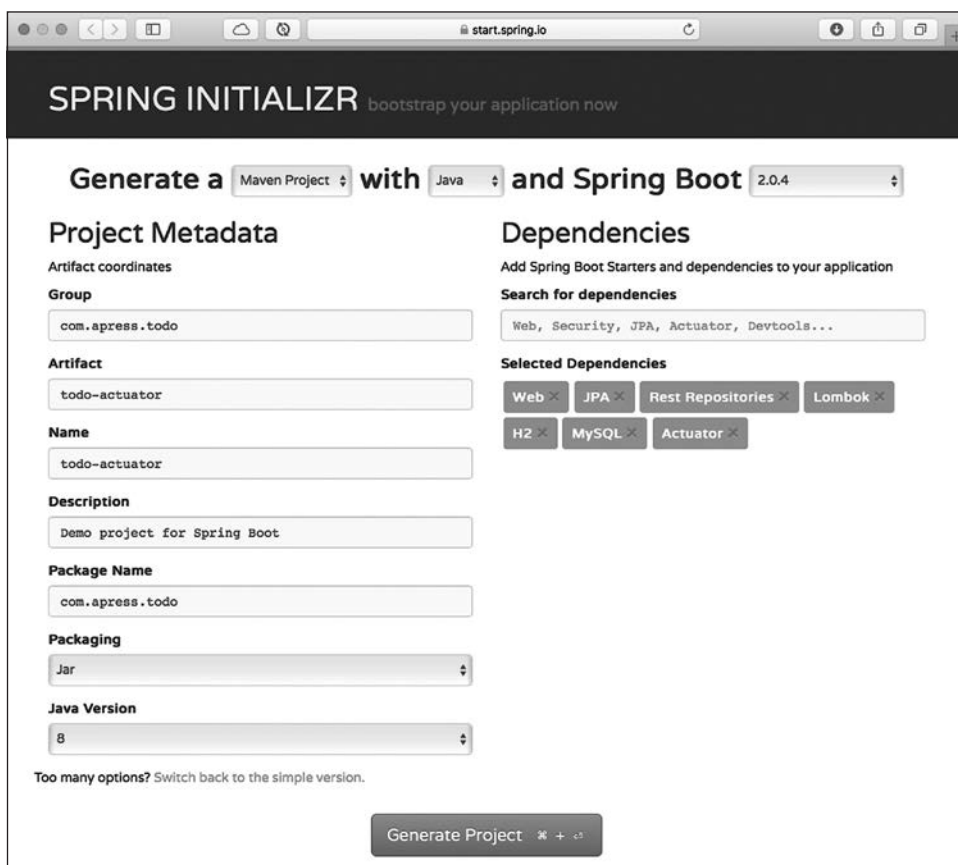 start.spring.io
SPRING INITIALIZR bootstrap your application now
Generate a Maven Project with Java and Spring Boot 2.0.4
Project Metadata
Artifact coordinates
Group
com.apress.todo
Artifact
todo-actuator
Name
todo-actuator
Description
Demo project for Spring Boot
Package Name
com.apress.todo
Packaging
Jar
Java Version
8
Too many options? Switch back to the simple version.
Dependencies
Add Spring Boot Starters and dependencies to your application
Search for dependencies
Web, Security, JPA, Actuator, Devtools...
Selected Dependencies
Web × JPA × Rest Repositories × Lombok ×
H2 × MySQL × Actuator ×
Generate Project ⌘ + ⏎